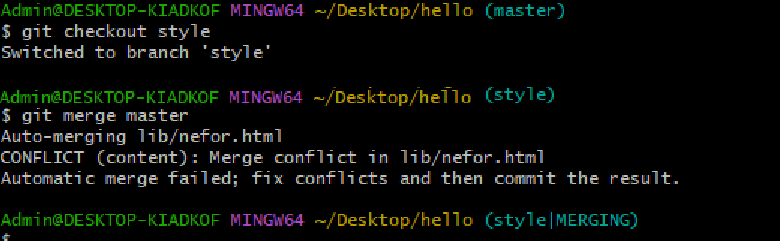 Admin@DESKTOP-KIADKOF MINGW64 ~/Desktop/hello (master)
$ git checkout style
Switched to branch 'style'
Admin@DESKTOP-KIADKOF MINGW64 ~/Desktop/hello (style)
$ git merge master
Auto-merging lib/nefor.html
CONFLICT (content): Merge conflict in lib/nefor.html
Automatic merge failed; fix conflicts and then commit the result.
Admin@DESKTOP-KIADKOF MINGW64 ~/Desktop/hello (style|MERGING)
$